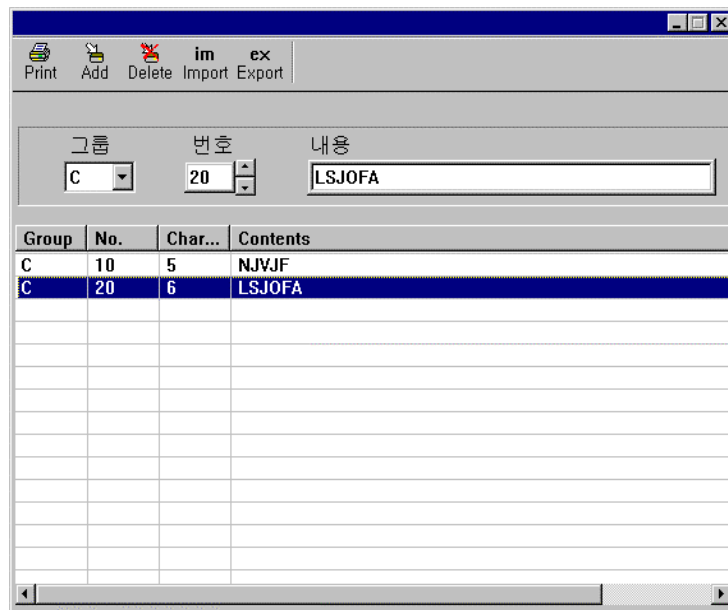 im ex
Print Add Delete Import Export
그룹 번호 내용
C 20 LSJOFA
Group No. Char... Contents
C 10 5 NJVJF
C 20 6 LSJOFA